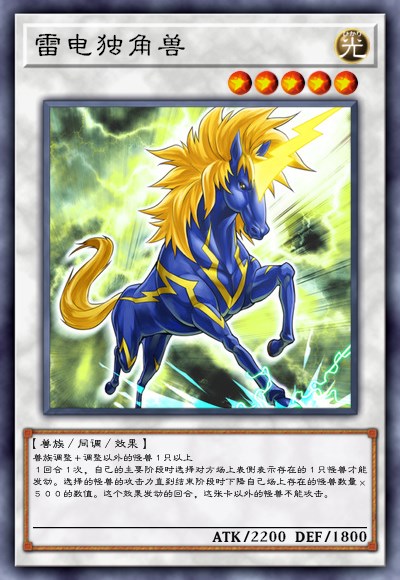 雷电独角兽
光
【兽族／同调／效果】
兽族调整＋调整以外的怪兽1只以上
1回合1次，自己的主要阶段时选择对方场上表侧表示存在的1只怪兽才能
发动。选择的怪兽的攻击力直到结束阶段时下降自己场上存在的怪兽数量×
500的数值。这个效果发动的回合，这张卡以外的怪兽不能攻击。
ATK/2200 DEF/1800